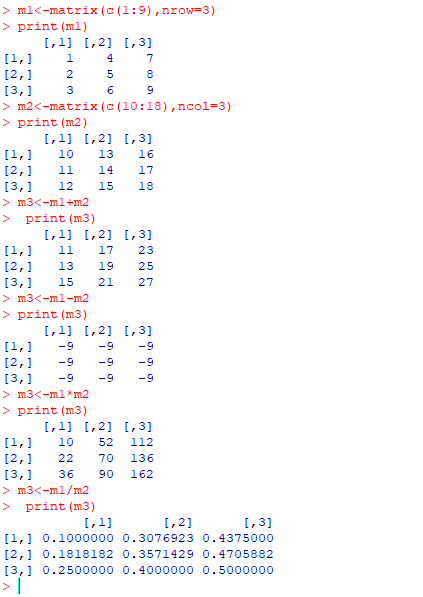 > m1<-matrix(c(1:9),nrow=3)
> print(m1)
     [,1] [,2] [,3]
[1,]    1    4    7
[2,]    2    5    8
[3,]    3    6    9
> m2<-matrix(c(10:18),ncol=3)
> print(m2)
     [,1] [,2] [,3]
[1,]   10   13   16
[2,]   11   14   17
[3,]   12   15   18
> m3<-m1+m2
>  print(m3)
     [,1] [,2] [,3]
[1,]   11   17   23
[2,]   13   19   25
[3,]   15   21   27
> m3<-m1-m2
> print(m3)
     [,1] [,2] [,3]
[1,]   -9   -9   -9
[2,]   -9   -9   -9
[3,]   -9   -9   -9
> m3<-m1*m2
> print(m3)
     [,1] [,2] [,3]
[1,]   10   52  112
[2,]   22   70  136
[3,]   36   90  162
> m3<-m1/m2
>  print(m3)
          [,1]      [,2]      [,3]
[1,] 0.1000000 0.3076923 0.4375000
[2,] 0.1818182 0.3571429 0.4705882
[3,] 0.2500000 0.4000000 0.5000000
>